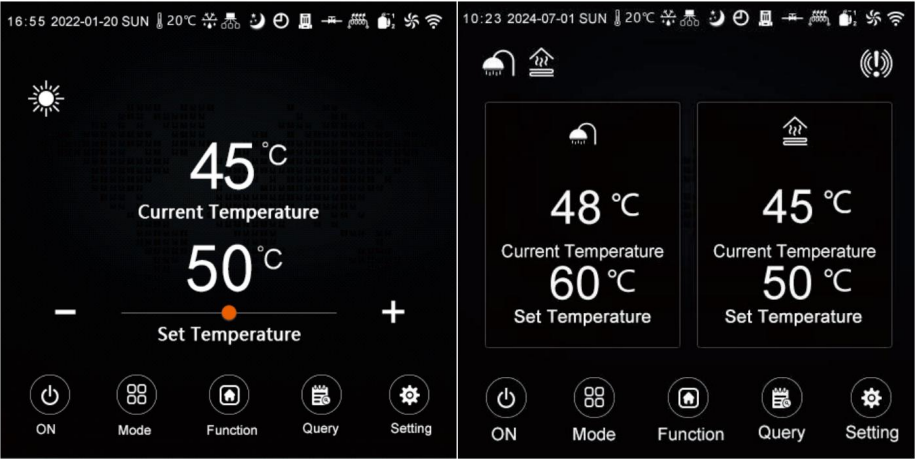 16:55 2022-01-20 SUN 20℃
45℃
Current Temperature
50℃
Set Temperature
ON Mode Function Query Setting
10:23 2024-07-01 SUN 20℃
48℃
Current Temperature
60℃
Set Temperature
45℃
Current Temperature
50℃
Set Temperature
ON Mode Function Query Setting